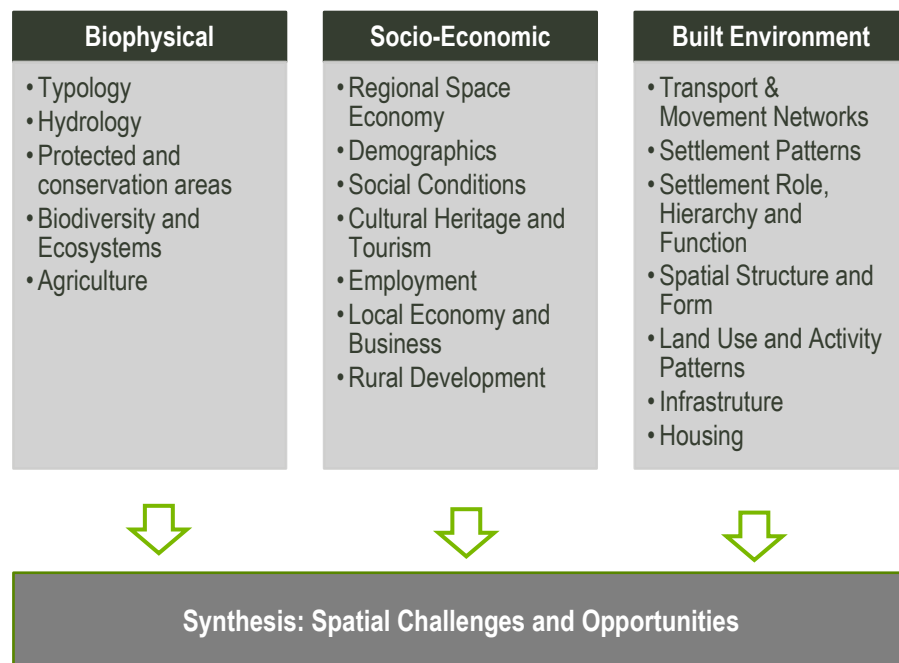 Biophysical
• Typology
• Hydrology
• Protected and
conservation areas
• Biodiversity and
Ecosystems
• Agriculture
Socio-Economic
• Regional Space
Economy
• Demographics
• Social Conditions
• Cultural Heritage and
Tourism
• Employment
• Local Economy and
Business
• Rural Development
Built Environment
• Transport &
Movement Networks
• Settlement Patterns
• Settlement Role,
Hierarchy and
Function
• Spatial Structure and
Form
• Land Use and Activity
Patterns
• Infrastruture
• Housing
Synthesis: Spatial Challenges and Opportunities